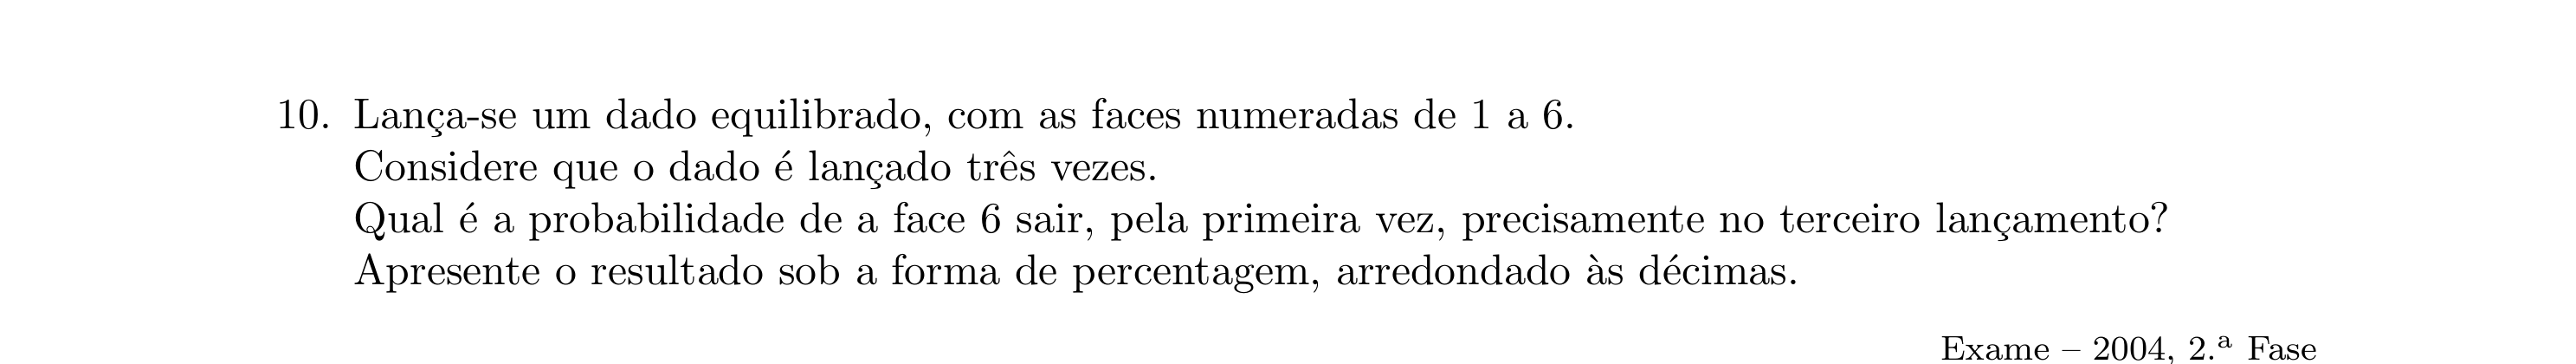 10. Lança-se um dado equilibrado, com as faces numeradas de 1 a 6.
Considere que o dado é lançado três vezes.
Qual é a probabilidade de a face 6 sair, pela primeira vez, precisamente no terceiro lançamento?
Apresente o resultado sob a forma de percentagem, arredondado às décimas.
Exame – 2004, 2.ª Fase